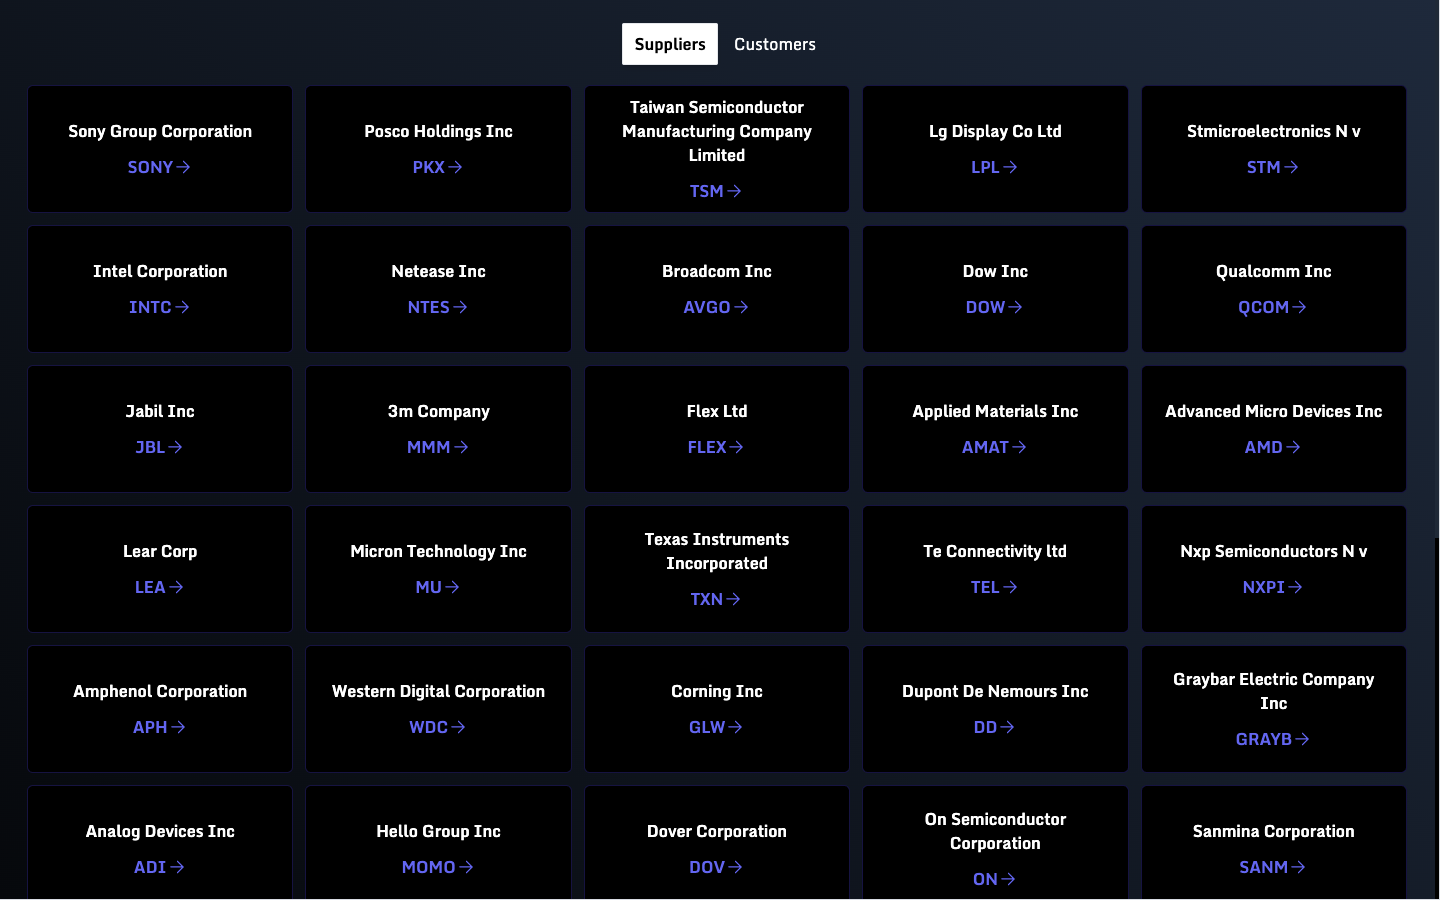 Suppliers
Customers
Sony Group Corporation
SONY
Posco Holdings Inc
PKX
Taiwan Semiconductor
Manufacturing Company
Limited
TSM
Lg Display Co Ltd
LPL
Stmicroelectronics N v
STM
Intel Corporation
INTC
Netease Inc
NTES
Broadcom Inc
AVGO
Dow Inc
DOW
Qualcomm Inc
QCOM
Jabil Inc
JBL
3m Company
MMM
Flex Ltd
FLEX
Applied Materials Inc
AMAT
Advanced Micro Devices Inc
AMD
Lear Corp
LEA
Micron Technology Inc
MU
Texas Instruments
Incorporated
TXN
Te Connectivity ltd
TEL
Nxp Semiconductors N v
NXPI
Amphenol Corporation
APH
Western Digital Corporation
WDC
Corning Inc
GLW
Dupont De Nemours Inc
DD
Graybar Electric Company
Inc
GRAYB
Analog Devices Inc
ADI
Hello Group Inc
MOMO
Dover Corporation
DOV
On Semiconductor
Corporation
ON
Sanmina Corporation
SANM